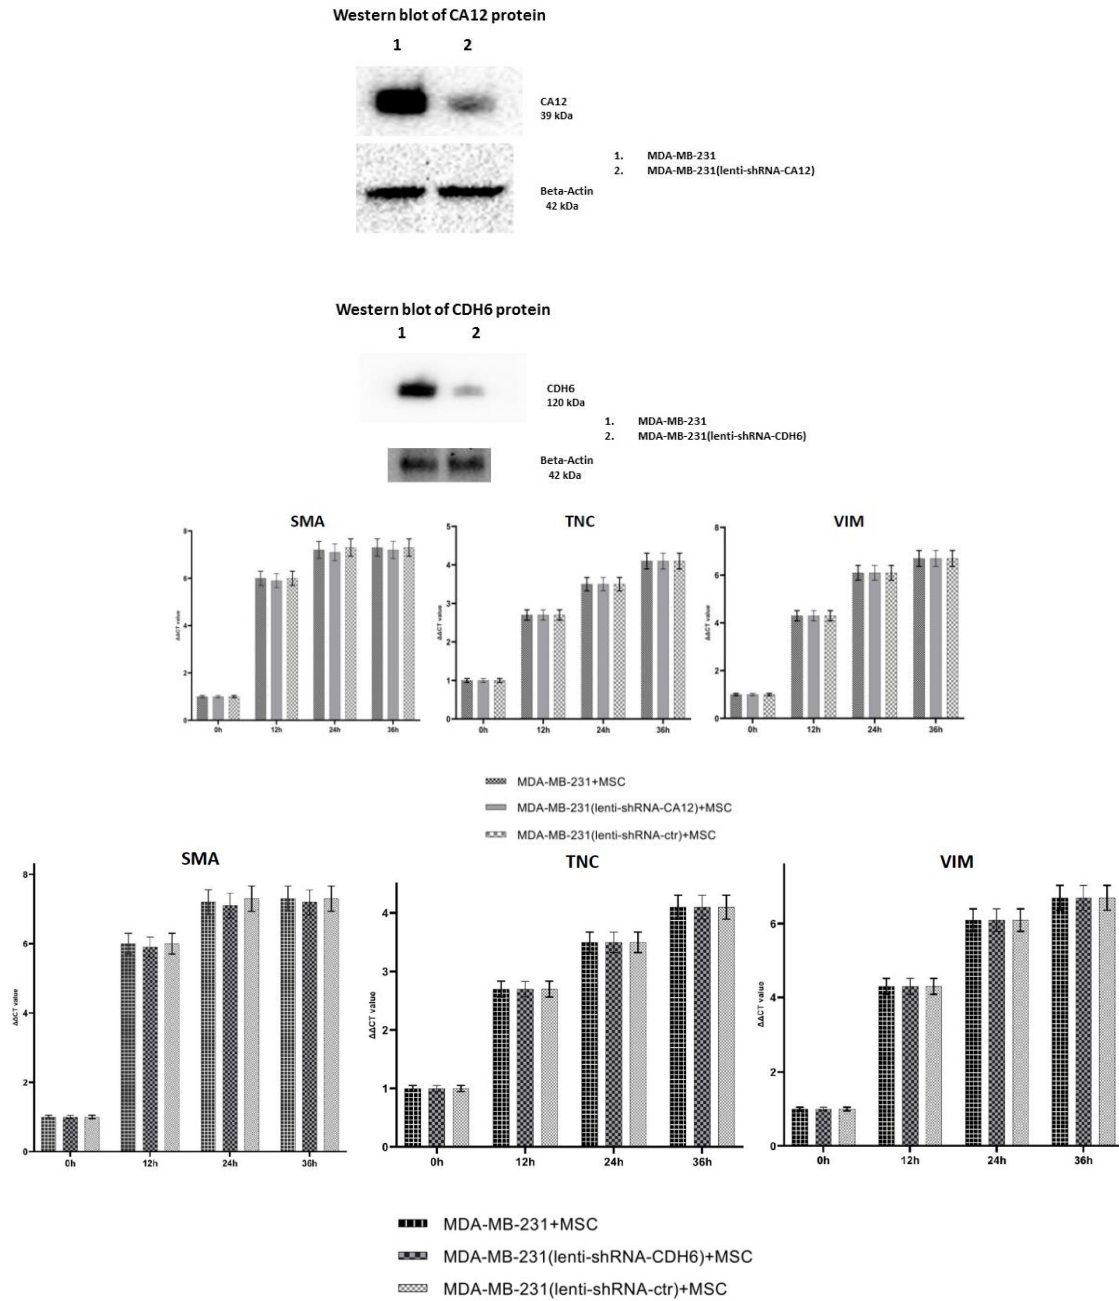 Western blot of CA12 protein
1 2
CA12
39 kDa
1. MDA-MB-231
2. MDA-MB-231(lenti-shRNA-CA12)
Beta-Actin
42 kDa
Western blot of CDH6 protein
1 2
CDH6
120 kDa
1. MDA-MB-231
2. MDA-MB-231(lenti-shRNA-CDH6)
Beta-Actin
42 kDa
SMA
8
6
4
2
0
ΔΔCT value
0h 12h 24h 36h
TNC
5
4
3
2
1
0
ΔΔCT value
0h 12h 24h 36h
VIM
8
6
4
2
0
ΔΔCT value
0h 12h 24h 36h
MDA-MB-231+MSC
MDA-MB-231(lenti-shRNA-CA12)+MSC
MDA-MB-231(lenti-shRNA-ctr)+MSC
SMA
8
6
4
2
0
ΔΔCT value
0h 12h 24h 36h
TNC
4
3
2
1
0
ΔΔCT value
0h 12h 24h 36h
VIM
6
4
2
0
ΔΔCT value
0h 12h 24h 36h
MDA-MB-231+MSC
MDA-MB-231(lenti-shRNA-CDH6)+MSC
MDA-MB-231(lenti-shRNA-ctr)+MSC